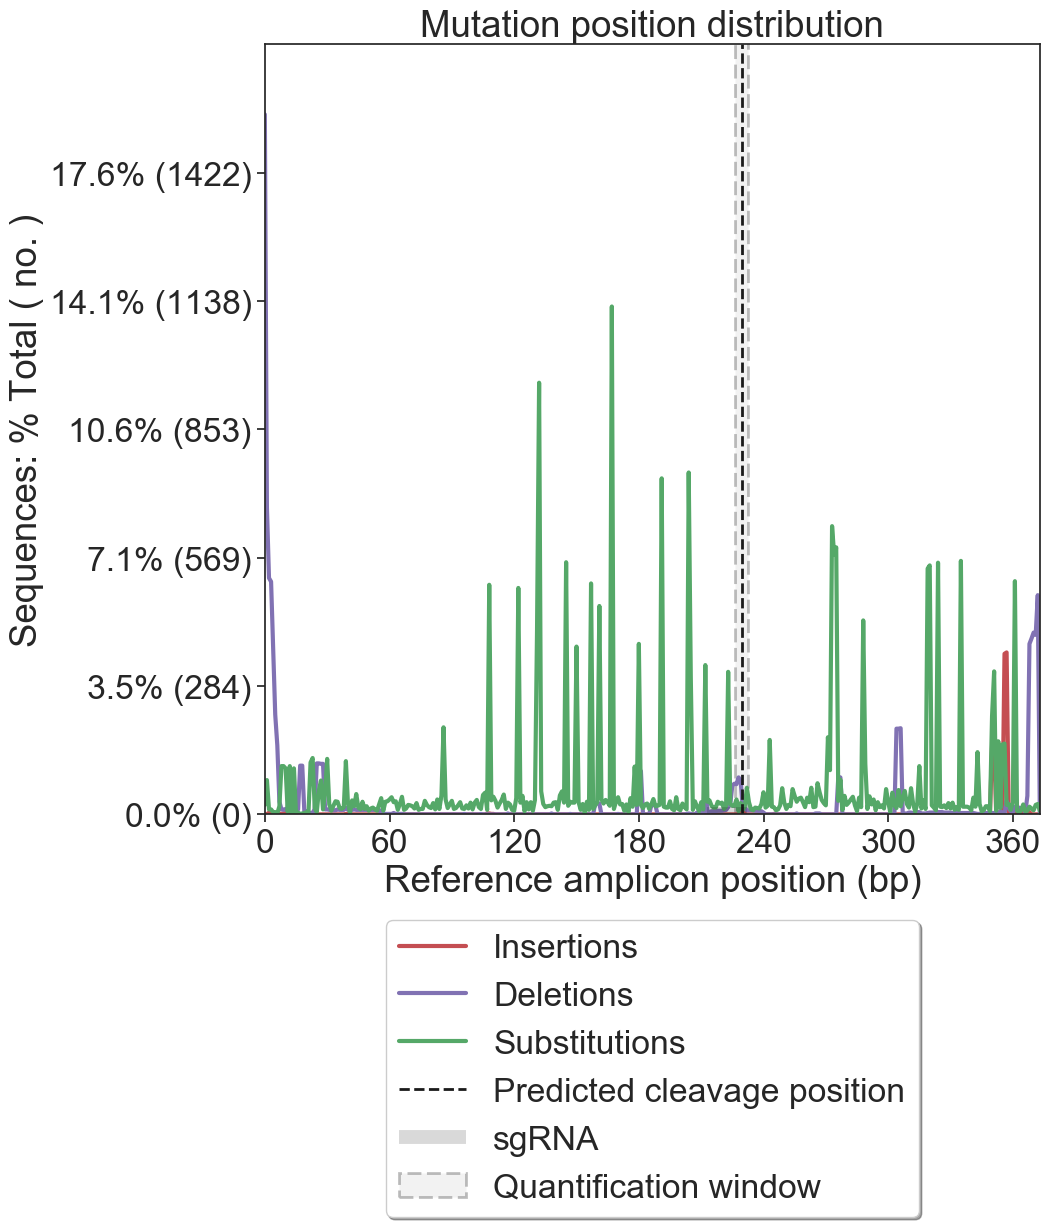 Mutation position distribution
Sequences: % Total ( no. )
17.6% (1422)
14.1% (1138)
10.6% (853)
7.1% (569)
3.5% (284)
0.0% (0)
0 60 120 180 240 300 360
Reference amplicon position (bp)
Insertions
Deletions
Substitutions
Predicted cleavage position
sgRNA
Quantification window